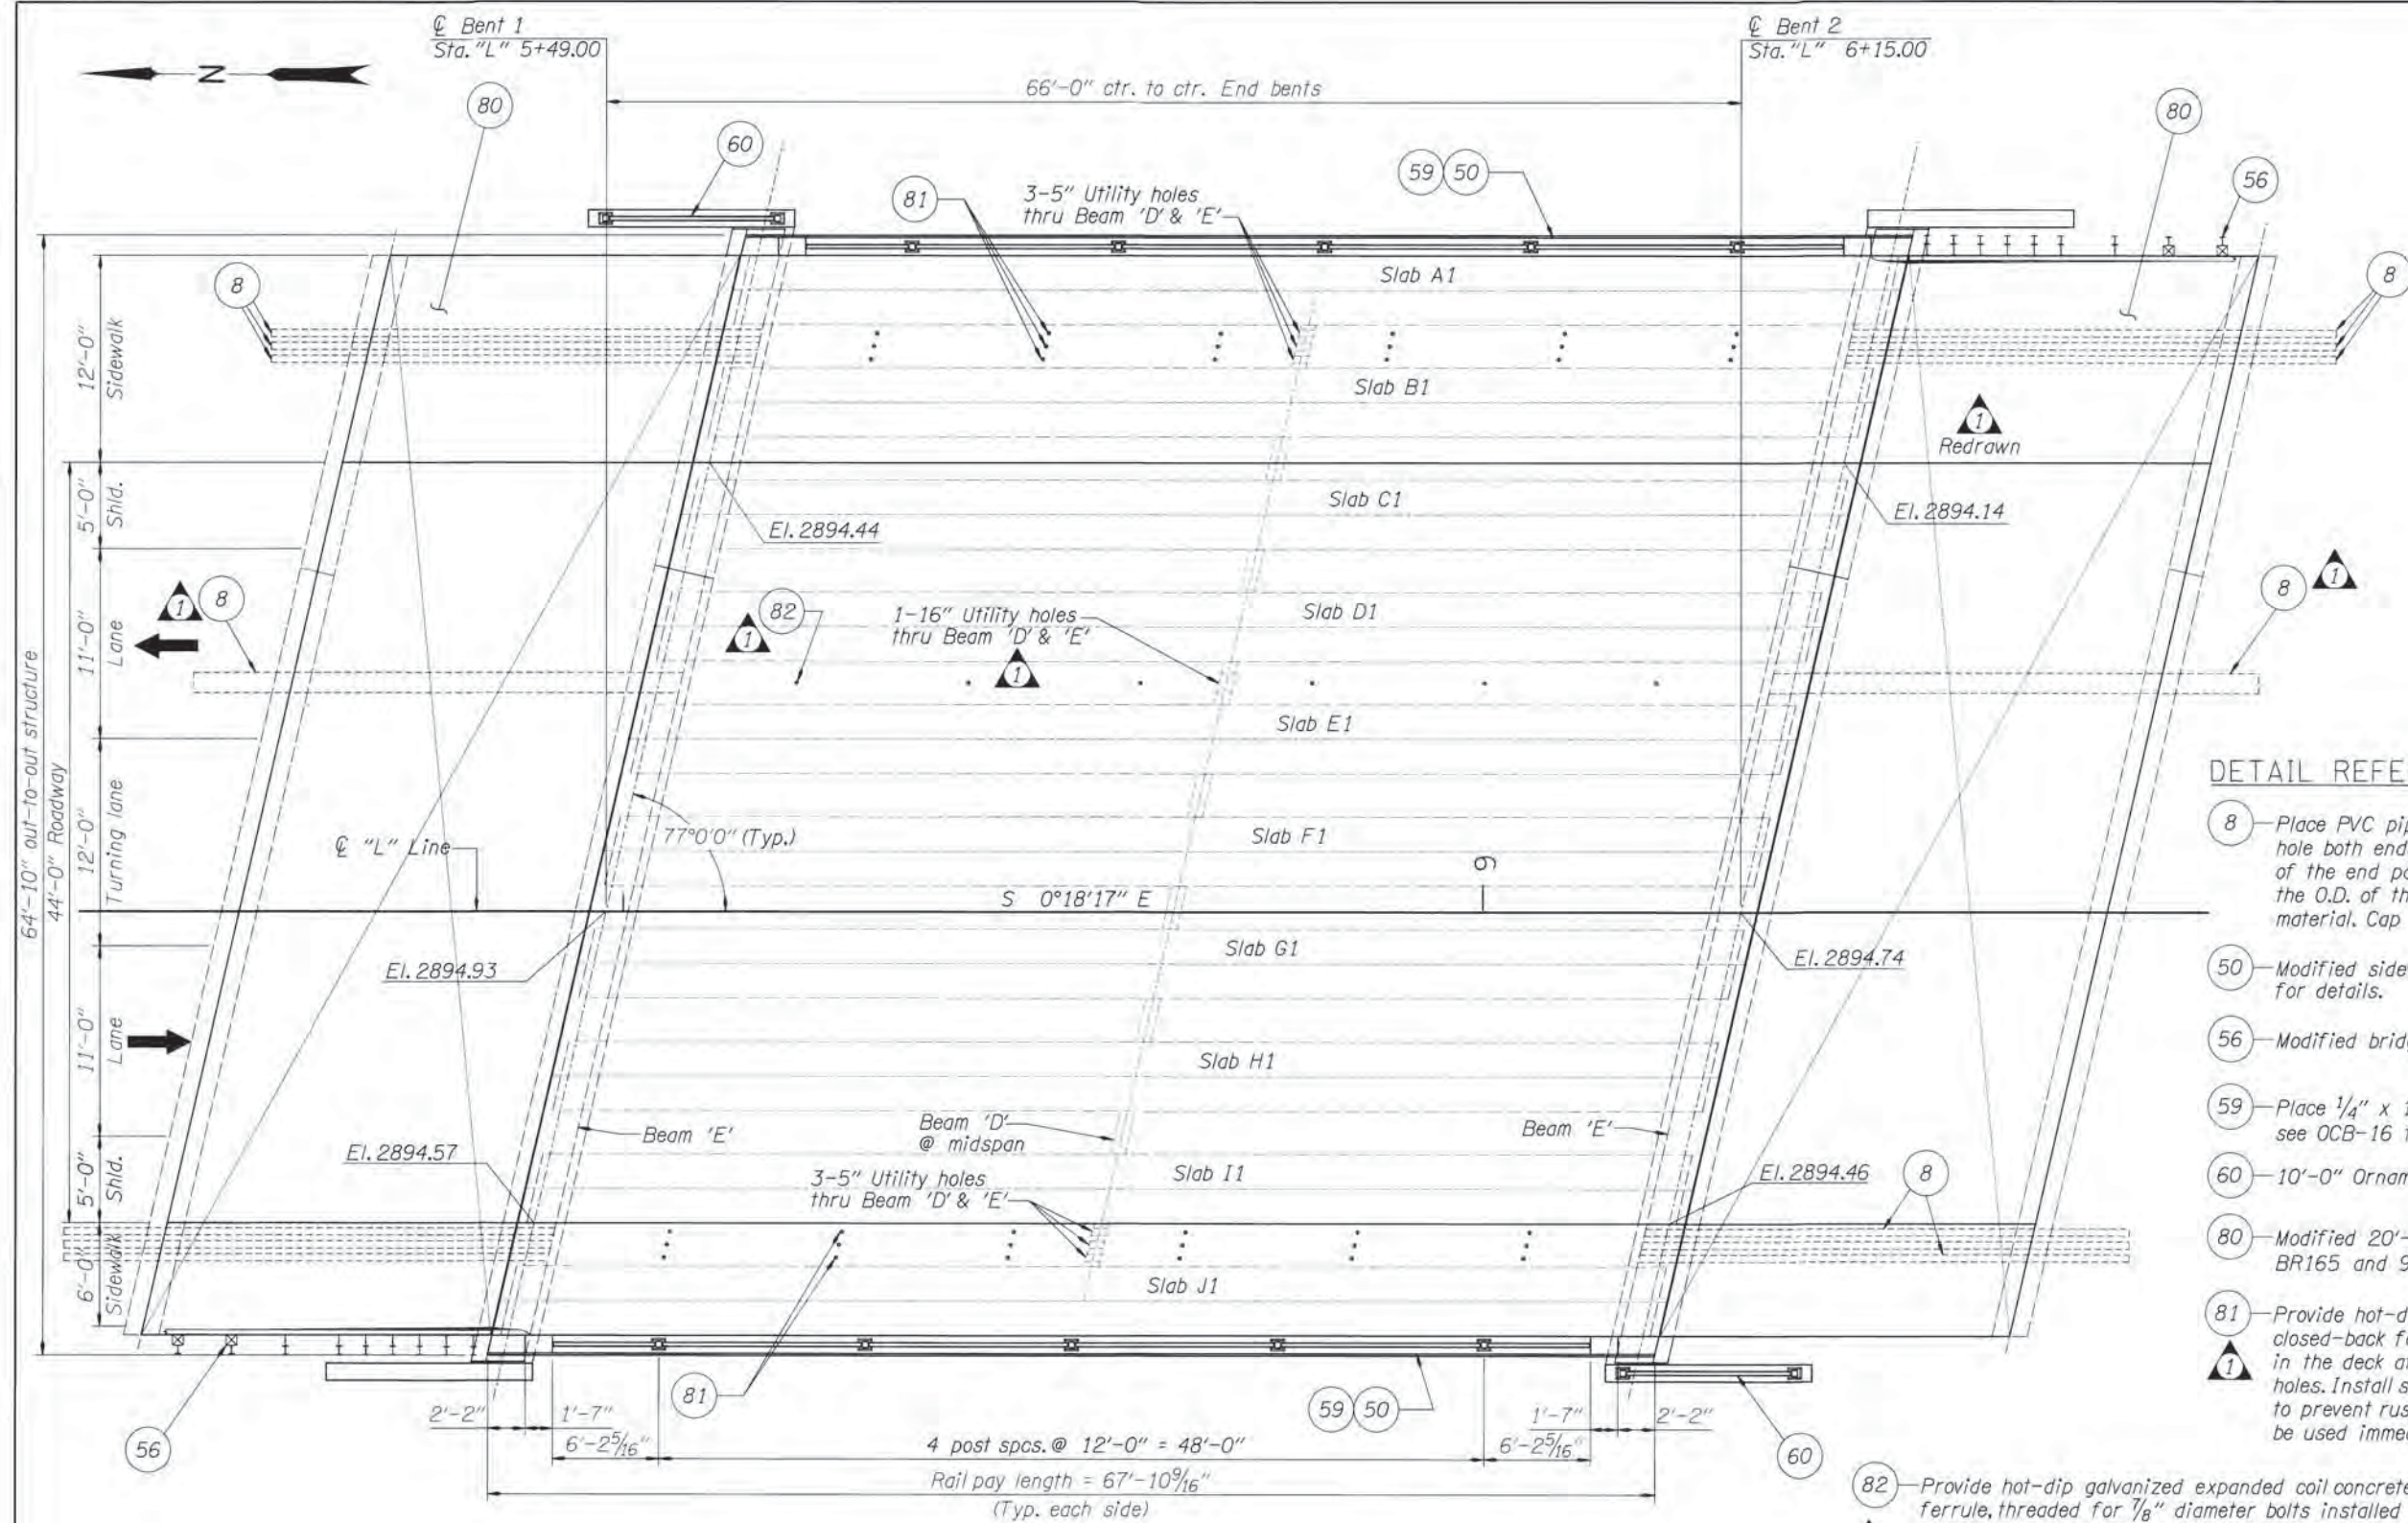 ℄ Bent 1
Sta. "L" 5+49.00
℄ Bent 2
Sta. "L" 6+15.00
N
66'-0" ctr. to ctr. End bents
80
60
81
3-5" Utility holes
thru Beam 'D' & 'E'
59 50
80
56
8
8
Slab A1
12'-0"
Sidewalk
Slab B1
1
Redrawn
5'-0"
Shld.
Slab C1
El. 2894.44
El. 2894.14
1 8
11'-0"
Lane
1 82
1-16" Utility holes
thru Beam 'D' & 'E'
1
Slab D1
8 1
Slab E1
64'-10" out-to-out structure
44'-0" Roadway
12'-0"
Turning lane
77°0'0" (Typ.)
℄ "L" Line
Slab F1
6
S 0°18'17" E
El. 2894.93
Slab G1
El. 2894.74
11'-0"
Lane
Slab H1
Beam 'E'
Beam 'D'
@ midspan
Beam 'E'
El. 2894.57
5'-0"
Shld.
3-5" Utility holes
thru Beam 'D' & 'E'
Slab I1
El. 2894.46
8
6'-0"
Sidewalk
Slab J1
56
81
59 50
60
2'-2"
1'-7"
1'-7"
2'-2"
6'-2 5/16"
4 post spcs. @ 12'-0" = 48'-0"
6'-2 5/16"
Rail pay length = 67'-10 9/16"
(Typ. each side)
DETAIL REFE
8 Place PVC pip
hole both end
of the end pa
the O.D. of th
material. Cap
50 Modified side
for details.
56 Modified brid
59 Place 1/4" x 1
see OCB-16 f
60 10'-0" Ornam
80 Modified 20'-
BR165 and 9
81 Provide hot-d
closed-back fe
1 in the deck at
holes. Install s
to prevent rus
be used immed
82 Provide hot-dip galvanized expanded coil concrete
ferrule, threaded for 7/8" diameter bolts installed